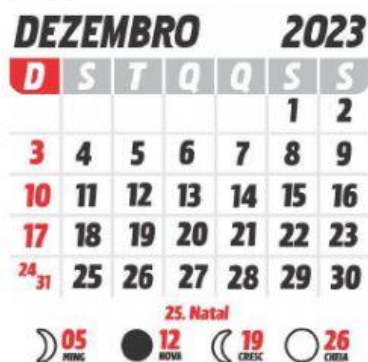 DEZEMBRO 2023
D S T Q Q S S
1 2
3 4 5 6 7 8 9
10 11 12 13 14 15 16
17 18 19 20 21 22 23
24 31 25 26 27 28 29 30
25. Natal
05 MING 12 NOVA 19 CRESC 26 CHEIA